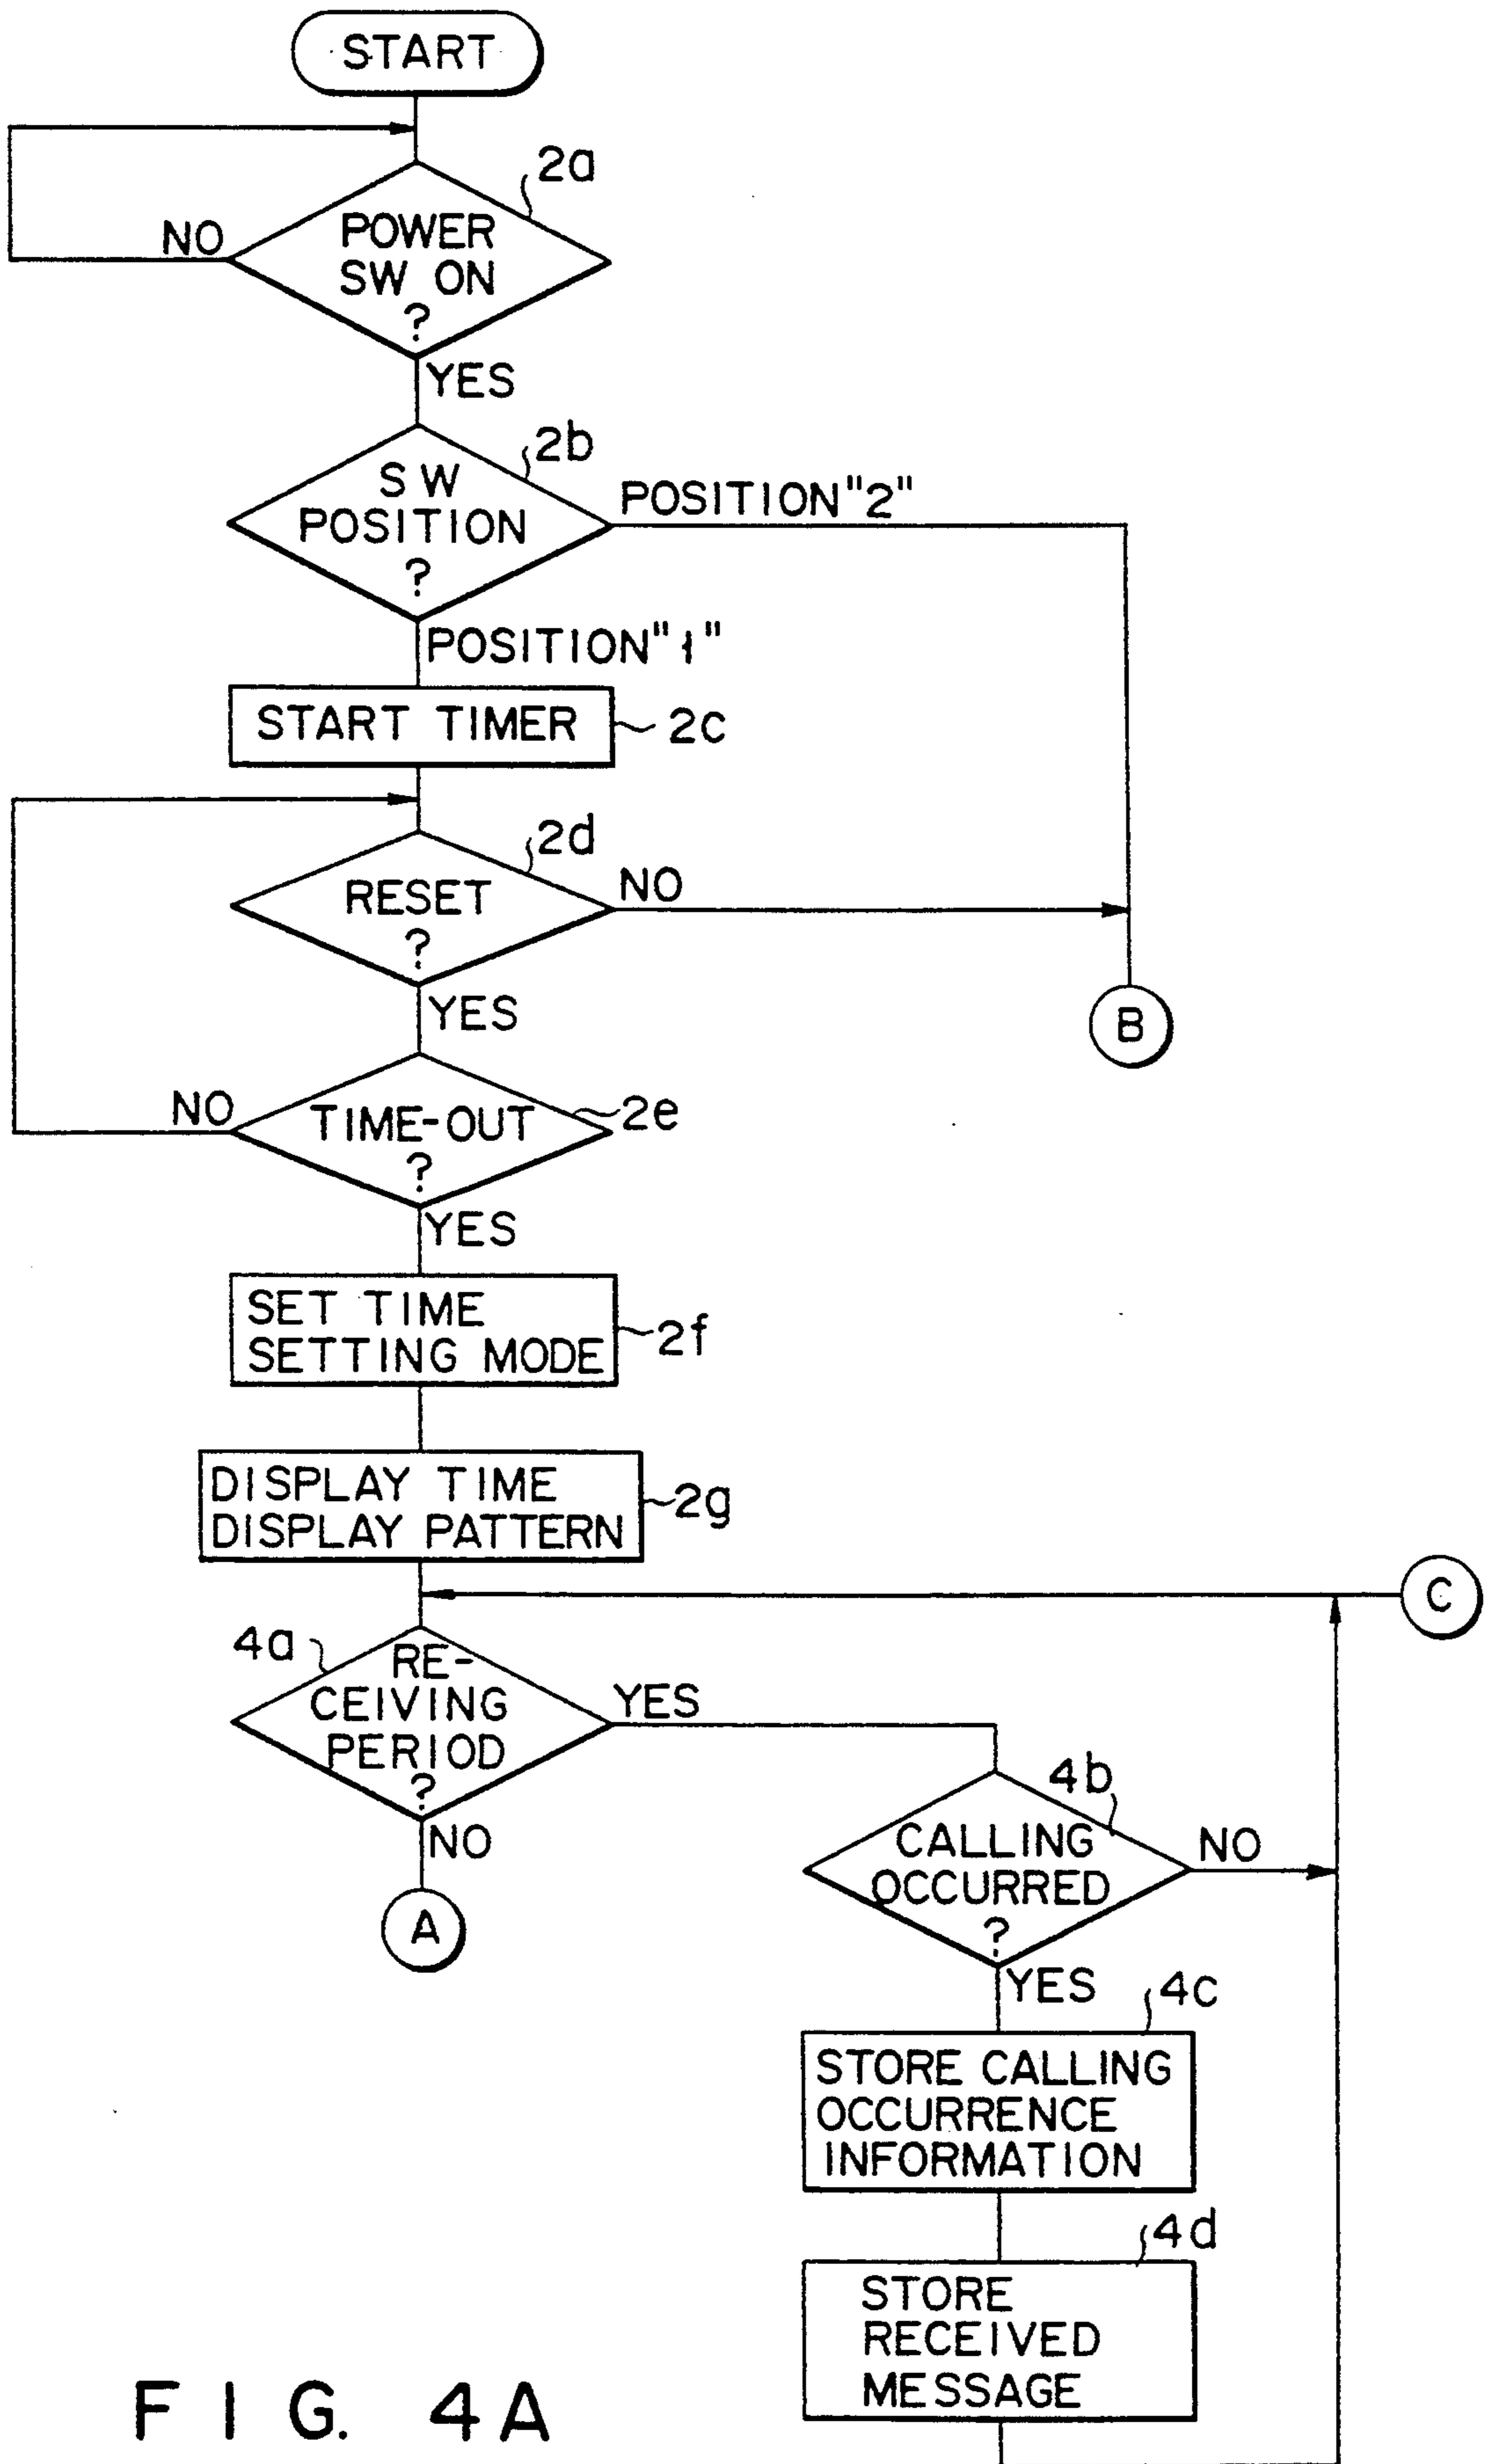 START
2a
NO
POWER
SW ON
?
YES
2b
SW
POSITION
?
POSITION"2"
POSITION"1"
START TIMER
2c
2d
RESET
?
NO
YES
B
NO
TIME-OUT
?
2e
YES
SET TIME
SETTING MODE
2f
DISPLAY TIME
DISPLAY PATTERN
2g
C
4a
RE-
CEIVING
PERIOD
?
YES
NO
A
4b
CALLING
OCCURRED
?
NO
YES
4c
STORE CALLING
OCCURRENCE
INFORMATION
4d
STORE
RECEIVED
MESSAGE
FIG. 4A